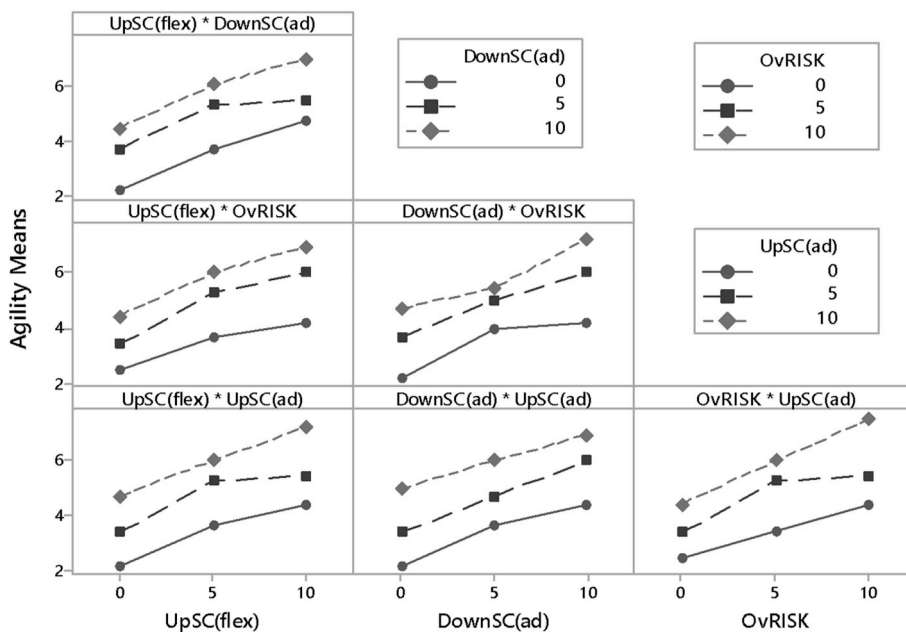 UpSC(flex) * DownSC(ad)
6
4
2
DownSC(ad)
0
5
10
OvRISK
0
5
10
Agility Means
UpSC(flex) * OvRISK
DownSC(ad) * OvRISK
6
4
2
UpSC(ad)
0
5
10
UpSC(flex) * UpSC(ad)
DownSC(ad) * UpSC(ad)
OvRISK * UpSC(ad)
6
4
2
0 5 10
0 5 10
0 5 10
UpSC(flex)
DownSC(ad)
OvRISK